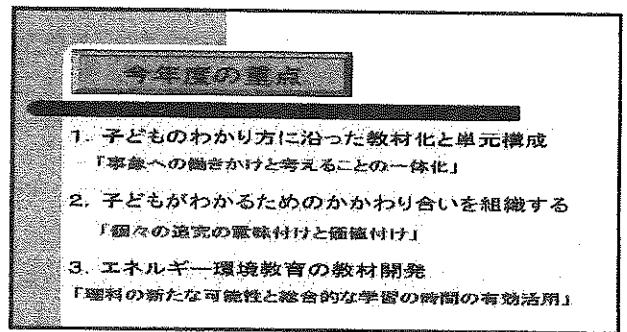 今年度の重点
1. 子どものわかり方に沿った教材化と単元構成
「事象への働きかけと考えることの一体化」
2. 子どもがわかるためのかかわり合いを組織する
「個々の追究の意味付けと価値付け」
3. エネルギー環境教育の教材開発
「理科の新たな可能性と総合的な学習の時間の有効活用」